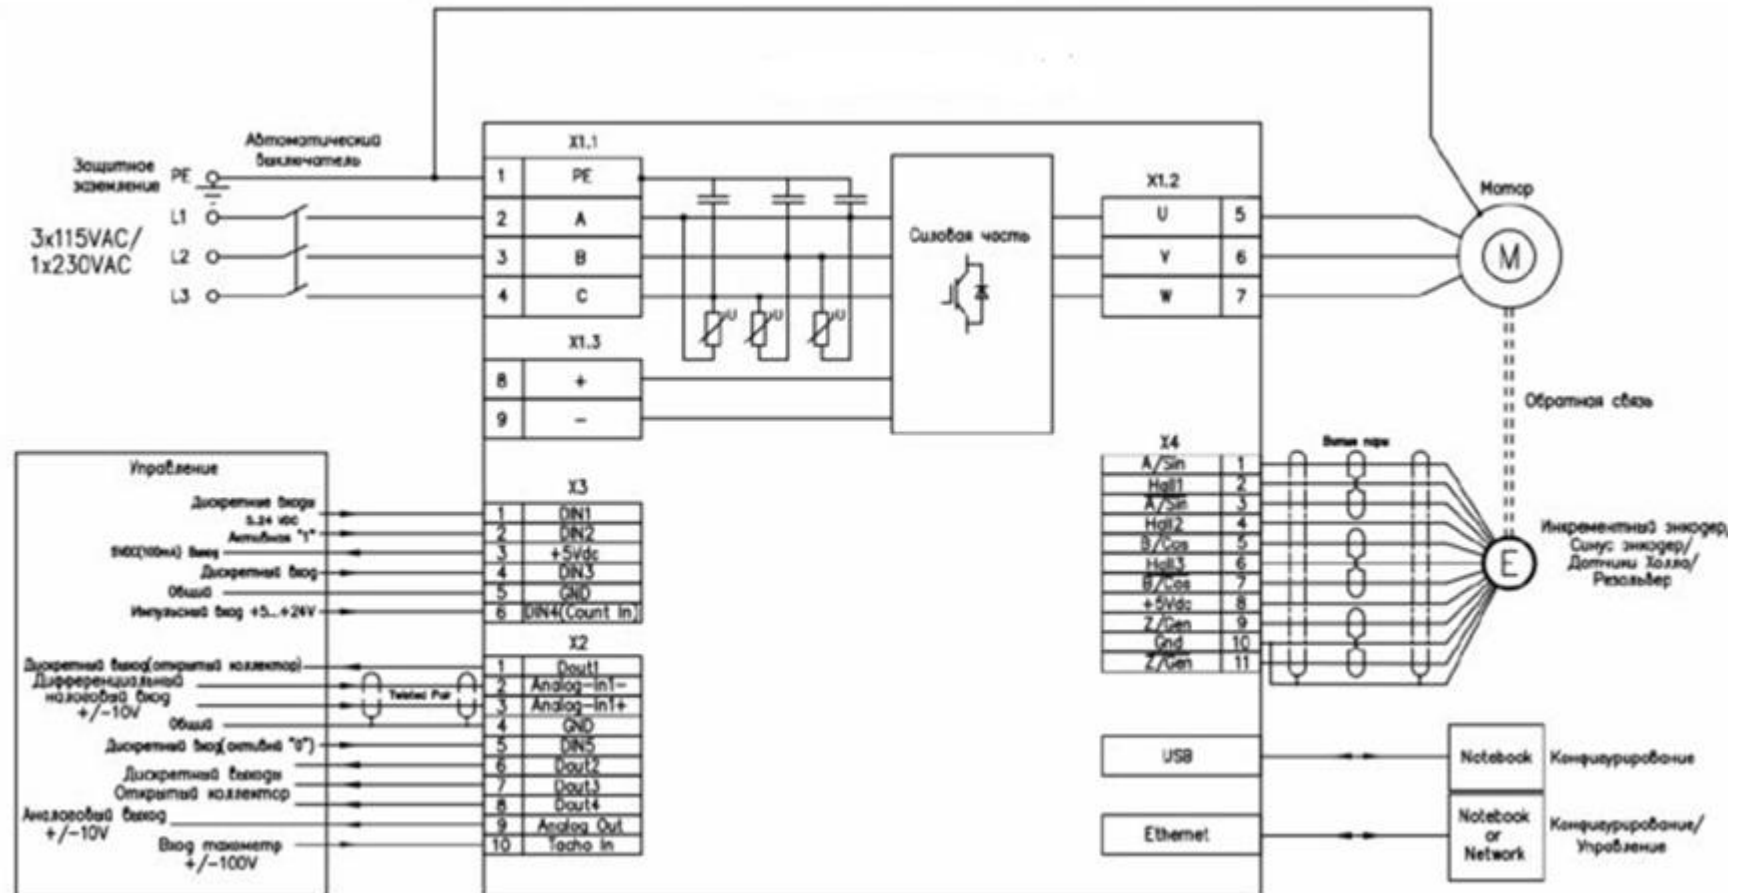 Автоматический
выключатель
Защитное
заземление
PE
L1
L2
L3
3x115VAC/
1x230VAC
X1.1
1 PE
2 A
3 B
4 C
X1.3
8 +
9 -
U U U
Силовая часть
X1.2
U 5
V 6
W 7
Мотор
M
Обратная связь
Управление
Дискретные входы
5..24 VDC
Активная "1"
5VDC(100mA) Выход
Дискретный вход
Общий
Импульсный вход +5...+24V
X3
1 DIN1
2 DIN2
3 +5Vdc
4 DIN3
5 GND
6 DIN4(Count In)
Дискретный выход(открытый коллектор)
Дифференциальный
налоговый вход
+/-10V
Общий
Дискретный вход(активный "0")
Дискретный выходы
Открытый коллектор
Аналоговый выход
+/-10V
Вход тахометр
+/-100V
Twisted Pair
X2
1 Dout1
2 Analog-In1-
3 Analog-In1+
4 GND
5 DIN5
6 Dout2
7 Dout3
8 Dout4
9 Analog Out
10 Tacho In
X4
Витые пары
A/Sin 1
Hall1 2
A/Sin 3
Hall2 4
B/Cos 5
Hall3 6
B/Cos 7
+5Vdc 8
Z/Gen 9
Gnd 10
Z/Gen 11
E
Инкрементный энкодер/
Синус энкодер/
Датчики Холла/
Резольвер
USB
Notebook
Конфигурирование
Ethernet
Notebook
or
Network
Конфигурирование/
Управление